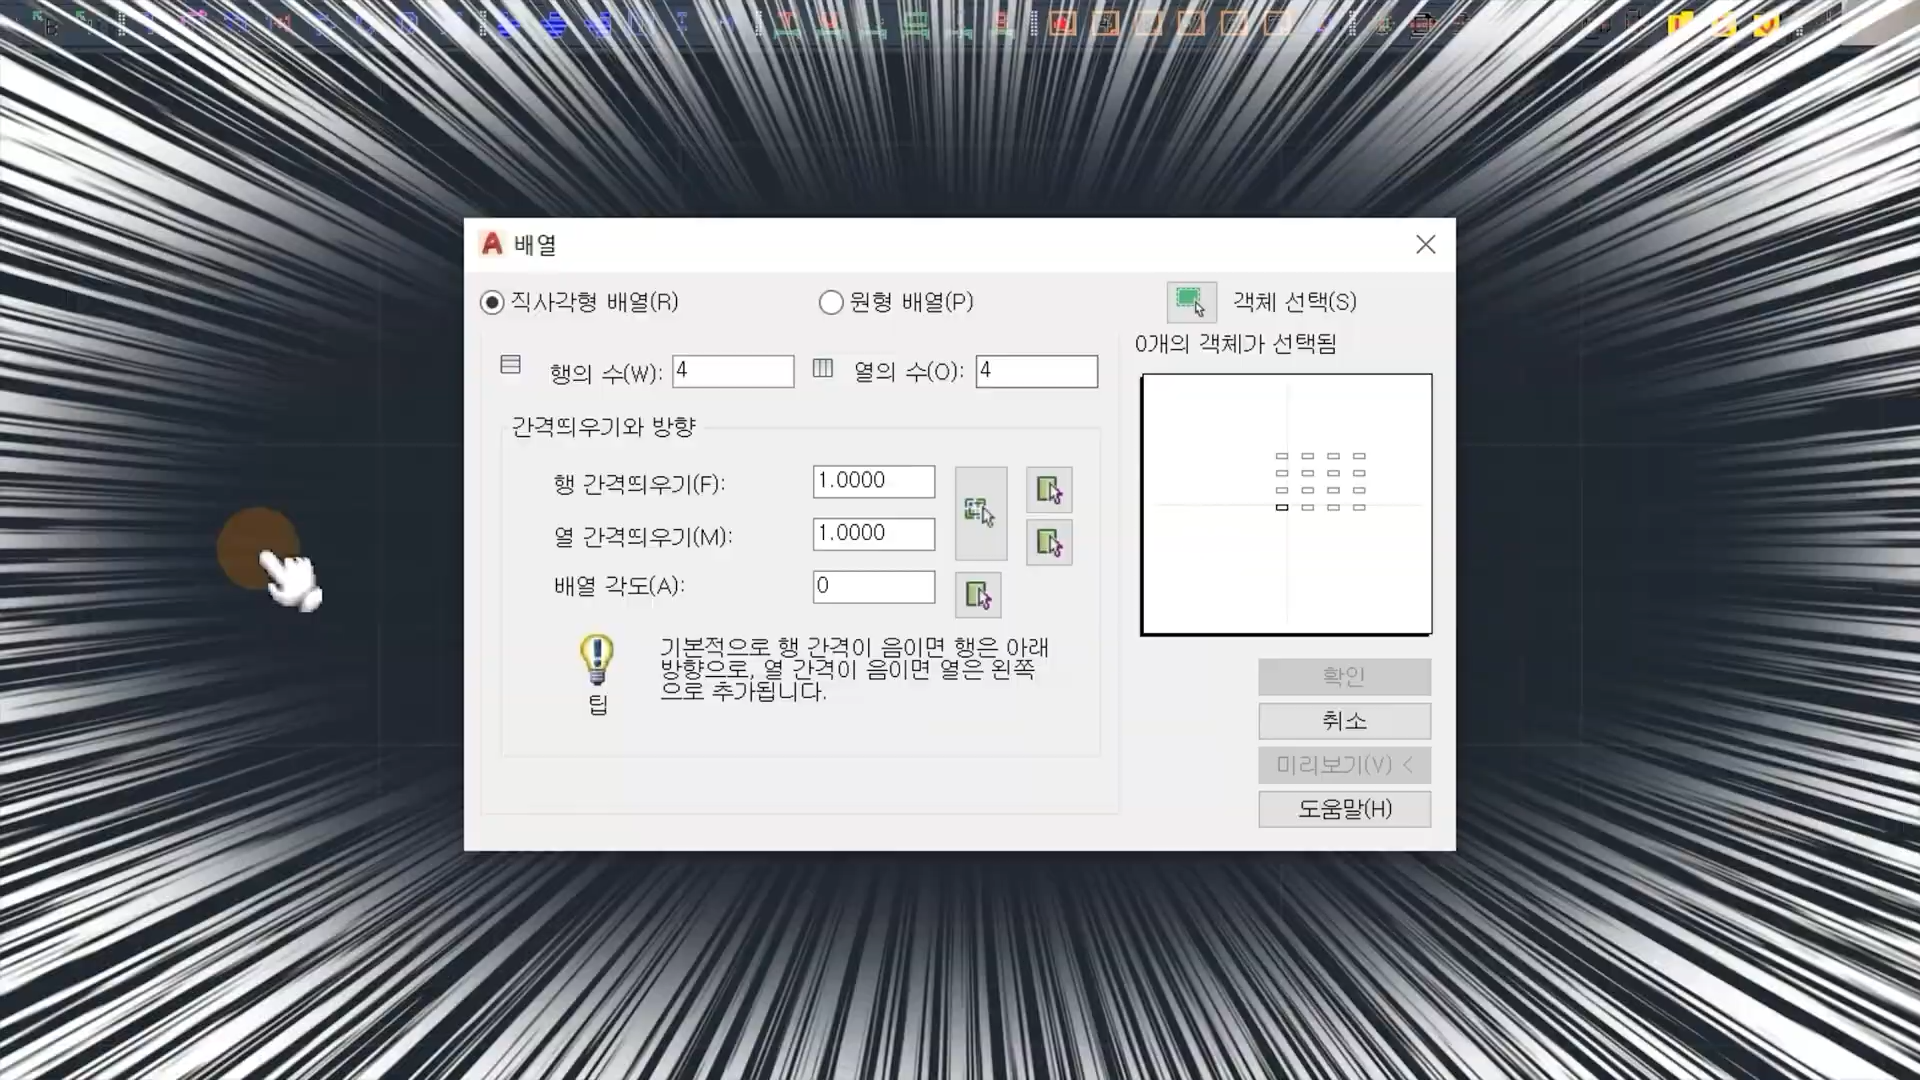 배열
직사각형 배열(R)
원형 배열(P)
객체 선택(S)
0개의 객체가 선택됨
행의 수(W): 4
열의 수(O): 4
간격띄우기와 방향
행 간격띄우기(F): 1.0000
열 간격띄우기(M): 1.0000
배열 각도(A): 0
팁
기본적으로 행 간격이 음이면 행은 아래
방향으로, 열 간격이 음이면 열은 왼쪽
으로 추가됩니다.
확인
취소
미리보기(V) <
도움말(H)